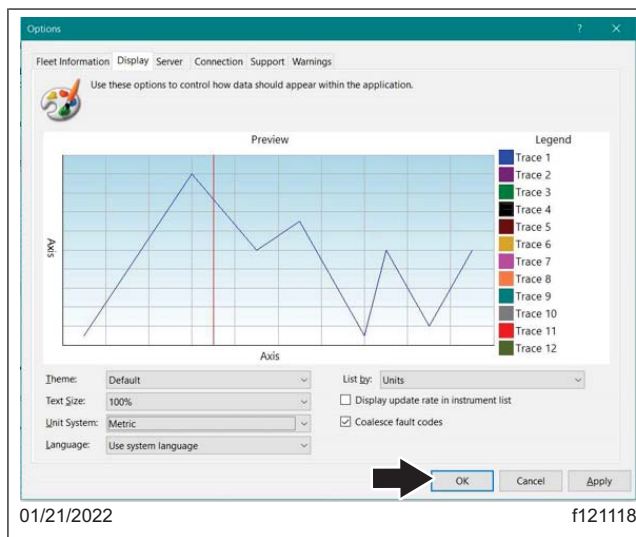 Options ? ×
Fleet Information Display Server Connection Support Warnings
Use these options to control how data should appear within the application.
Preview
Legend
Axis
Trace 1
Trace 2
Trace 3
Trace 4
Trace 5
Trace 6
Trace 7
Trace 8
Trace 9
Trace 10
Trace 11
Trace 12
Axis
Theme: Default
List by: Units
Text Size: 100%
Display update rate in instrument list
Unit System: Metric
Coalesce fault codes
Language: Use system language
OK Cancel Apply
01/21/2022 f121118